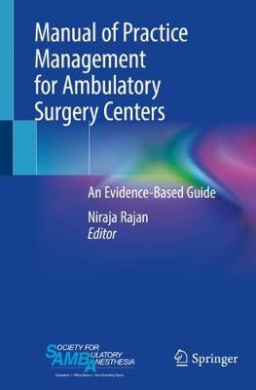 Manual of Practice
Management
for Ambulatory
Surgery Centers
An Evidence-Based Guide
Niraja Rajan
Editor
SOCIETY FOR
AMBULATORY
ANESTHESIA
Springer